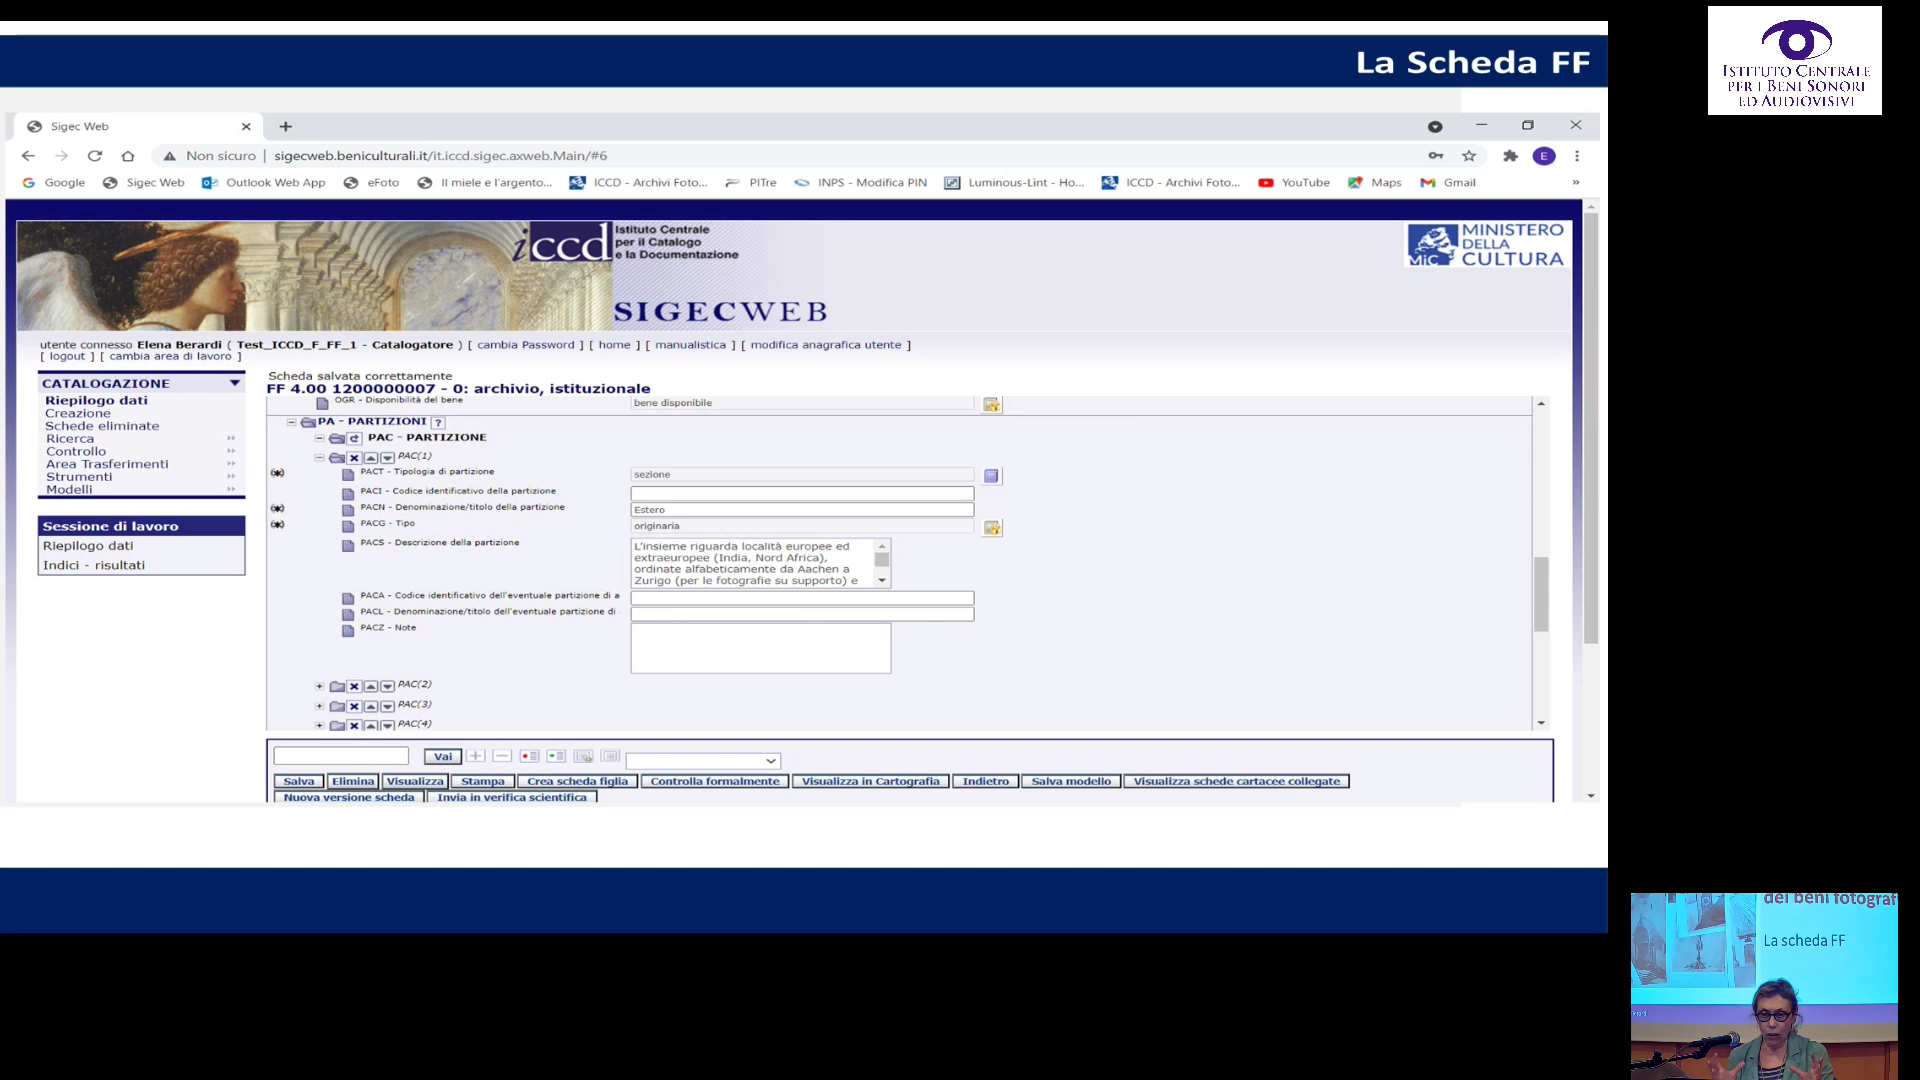 La Scheda FF
ISTITUTO CENTRALE
PER I BENI SONORI
ED AUDIOVISIVI
Sigec Web
Non sicuro | sigecweb.beniculturali.it/it.iccd.sigec.axweb.Main/#6
E
Google Sigec Web Outlook Web App eFoto Il miele e l'argento... ICCD - Archivi Foto... PITre INPS - Modifica PIN Luminous-Lint - Ho... ICCD - Archivi Foto... YouTube Maps Gmail »
iccd
Istituto Centrale
per il Catalogo
e la Documentazione
SIGECWEB
MiC
MINISTERO
DELLA
CULTURA
utente connesso Elena Berardi ( Test_ICCD_F_FF_1 - Catalogatore ) [ cambia Password ] [ home ] [ manualistica ] [ modifica anagrafica utente ]
[ logout ] [ cambia area di lavoro ]
CATALOGAZIONE
Riepilogo dati
Creazione
Schede eliminate
Ricerca »
Controllo »
Area Trasferimenti »
Strumenti »
Modelli »
Sessione di lavoro
Riepilogo dati
Indici - risultati
Scheda salvata correttamente
FF 4.00 1200000007 - 0: archivio, istituzionale
OGR - Disponibilità del bene bene disponibile
PA - PARTIZIONI ?
PAC - PARTIZIONE
PAC(1)
PACT - Tipologia di partizione sezione
PACI - Codice identificativo della partizione
PACN - Denominazione/titolo della partizione Estero
PACG - Tipo originaria
PACS - Descrizione della partizione
L'insieme riguarda località europee ed
extraeuropee (India, Nord Africa),
ordinate alfabeticamente da Aachen a
Zurigo (per le fotografie su supporto) e
PACA - Codice identificativo dell'eventuale partizione di a
PACL - Denominazione/titolo dell'eventuale partizione di
PACZ - Note
PAC(2)
PAC(3)
PAC(4)
Vai
Salva Elimina Visualizza Stampa Crea scheda figlia Controlla formalmente Visualizza in Cartografia Indietro Salva modello Visualizza schede cartacee collegate
Nuova versione scheda Invia in verifica scientifica
dei beni fotograf
La scheda FF